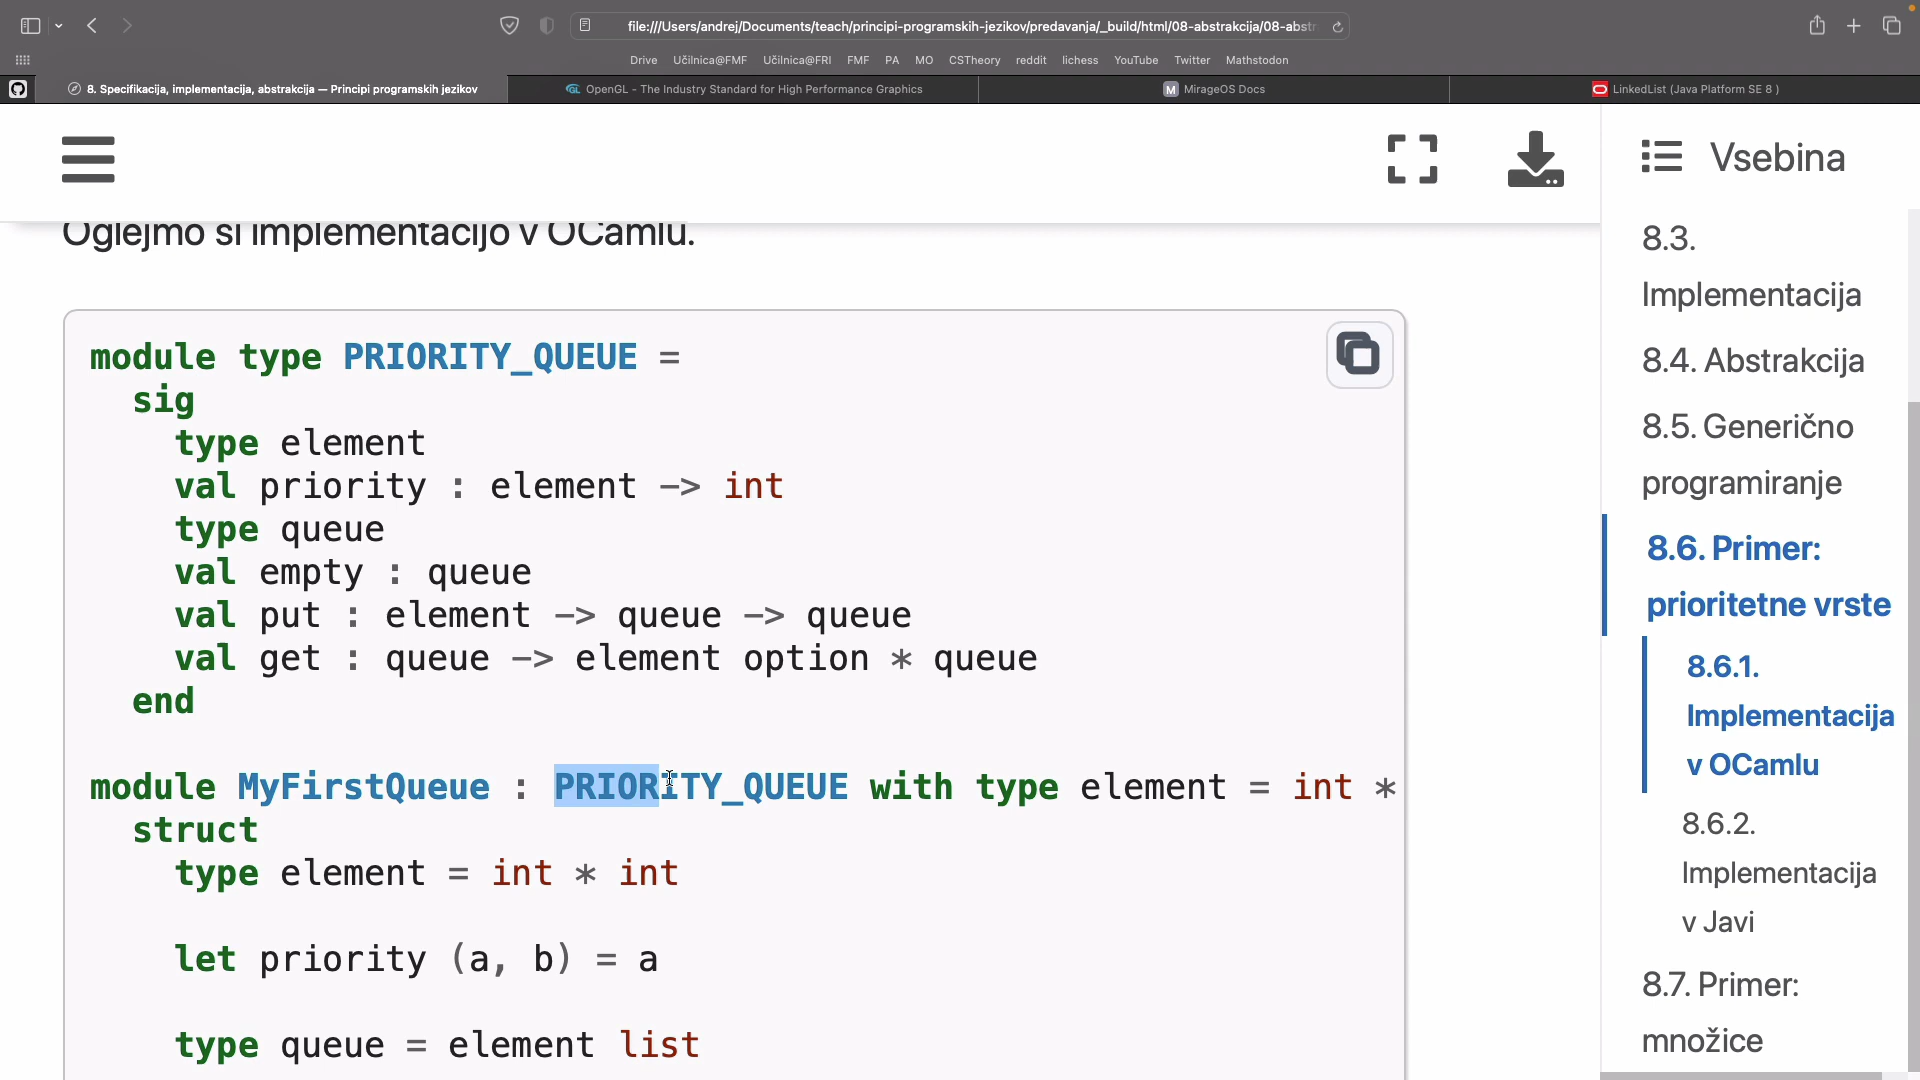 file:///Users/andrej/Documents/teach/principi-programskih-jezikov/predavanja/_build/html/08-abstrakcija/08-abstr
Drive Učilnica@FMF Učilnica@FRI FMF PA MO CSTheory reddit lichess YouTube Twitter Mathstodon
8. Specifikacija, implementacija, abstrakcija — Principi programskih jezikov
OpenGL - The Industry Standard for High Performance Graphics
M MirageOS Docs
LinkedList (Java Platform SE 8 )
Oglejmo si implementacijo v OCamlu.
module type PRIORITY_QUEUE =
sig
type element
val priority : element -> int
type queue
val empty : queue
val put : element -> queue -> queue
val get : queue -> element option * queue
end
module MyFirstQueue : PRIORITY_QUEUE with type element = int *
struct
type element = int * int
let priority (a, b) = a
type queue = element list
Vsebina
8.3.
Implementacija
8.4. Abstrakcija
8.5. Generično
programiranje
8.6. Primer:
prioritetne vrste
8.6.1.
Implementacija
v OCamlu
8.6.2.
Implementacija
v Javi
8.7. Primer:
množice